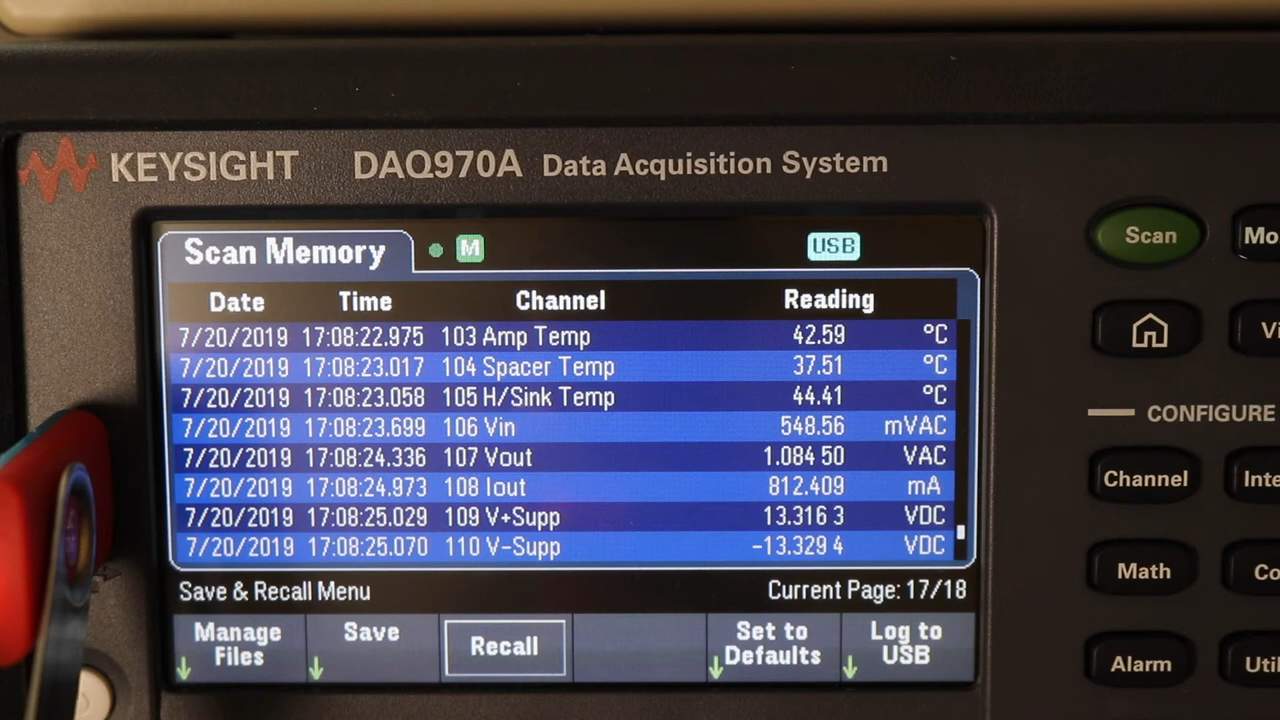 KEYSIGHT DAQ970A Data Acquisition System
Scan Memory M USB
Date Time Channel Reading
7/20/2019 17:08:22.975 103 Amp Temp 42.59 °C
7/20/2019 17:08:23.017 104 Spacer Temp 37.51 °C
7/20/2019 17:08:23.058 105 H/Sink Temp 44.41 °C
7/20/2019 17:08:23.699 106 Vin 548.56 mVAC
7/20/2019 17:08:24.336 107 Vout 1.084 50 VAC
7/20/2019 17:08:24.973 108 Iout 812.409 mA
7/20/2019 17:08:25.029 109 V+Supp 13.316 3 VDC
7/20/2019 17:08:25.070 110 V-Supp -13.329 4 VDC
Save & Recall Menu Current Page: 17/18
Manage Files
Save
Recall
Set to Defaults
Log to USB
Scan
CONFIGURE
Channel
Math
Alarm